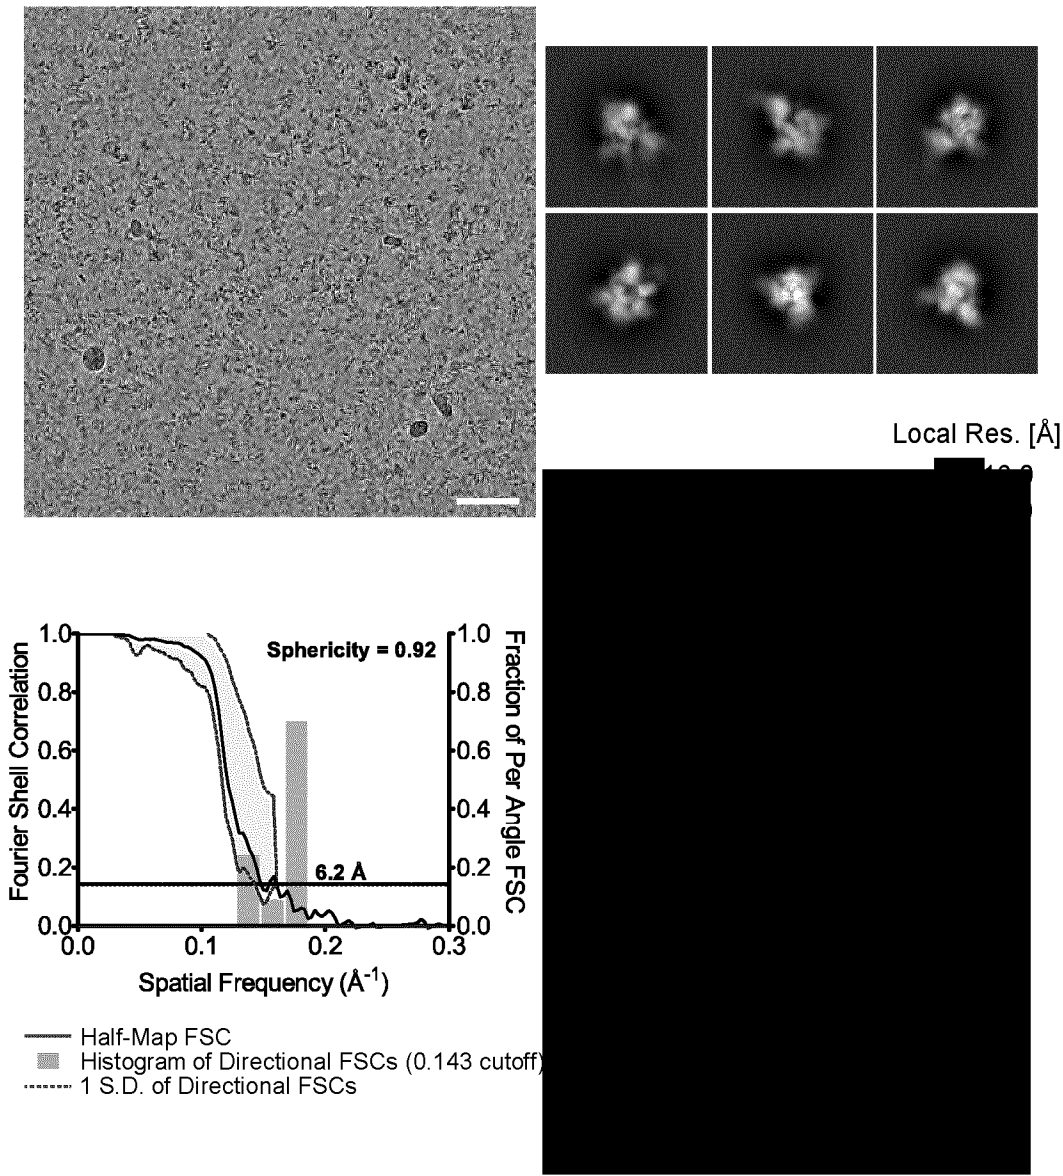 Local Res. [Å]
1.0
0.8
0.6
0.4
0.2
0.0
Fourier Shell Correlation
Sphericity = 0.92
6.2 Å
1.0
0.8
0.6
0.4
0.2
0.0
Fraction of Per Angle FSC
0.0 0.1 0.2 0.3
Spatial Frequency (Å-1)
Half-Map FSC
Histogram of Directional FSCs (0.143 cutoff)
1 S.D. of Directional FSCs